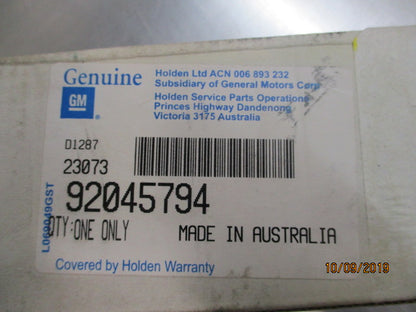 Genuine
GM
Holden Ltd ACN 006 893 232
Subsidiary of General Motors Corp
Holden Service Parts Operations
Princes Highway Dandenong
Victoria 3175 Australia
D1287
23073
92045794
QTY:ONE ONLY
MADE IN AUSTRALIA
L069049GST
Covered by Holden Warranty
10/09/2019